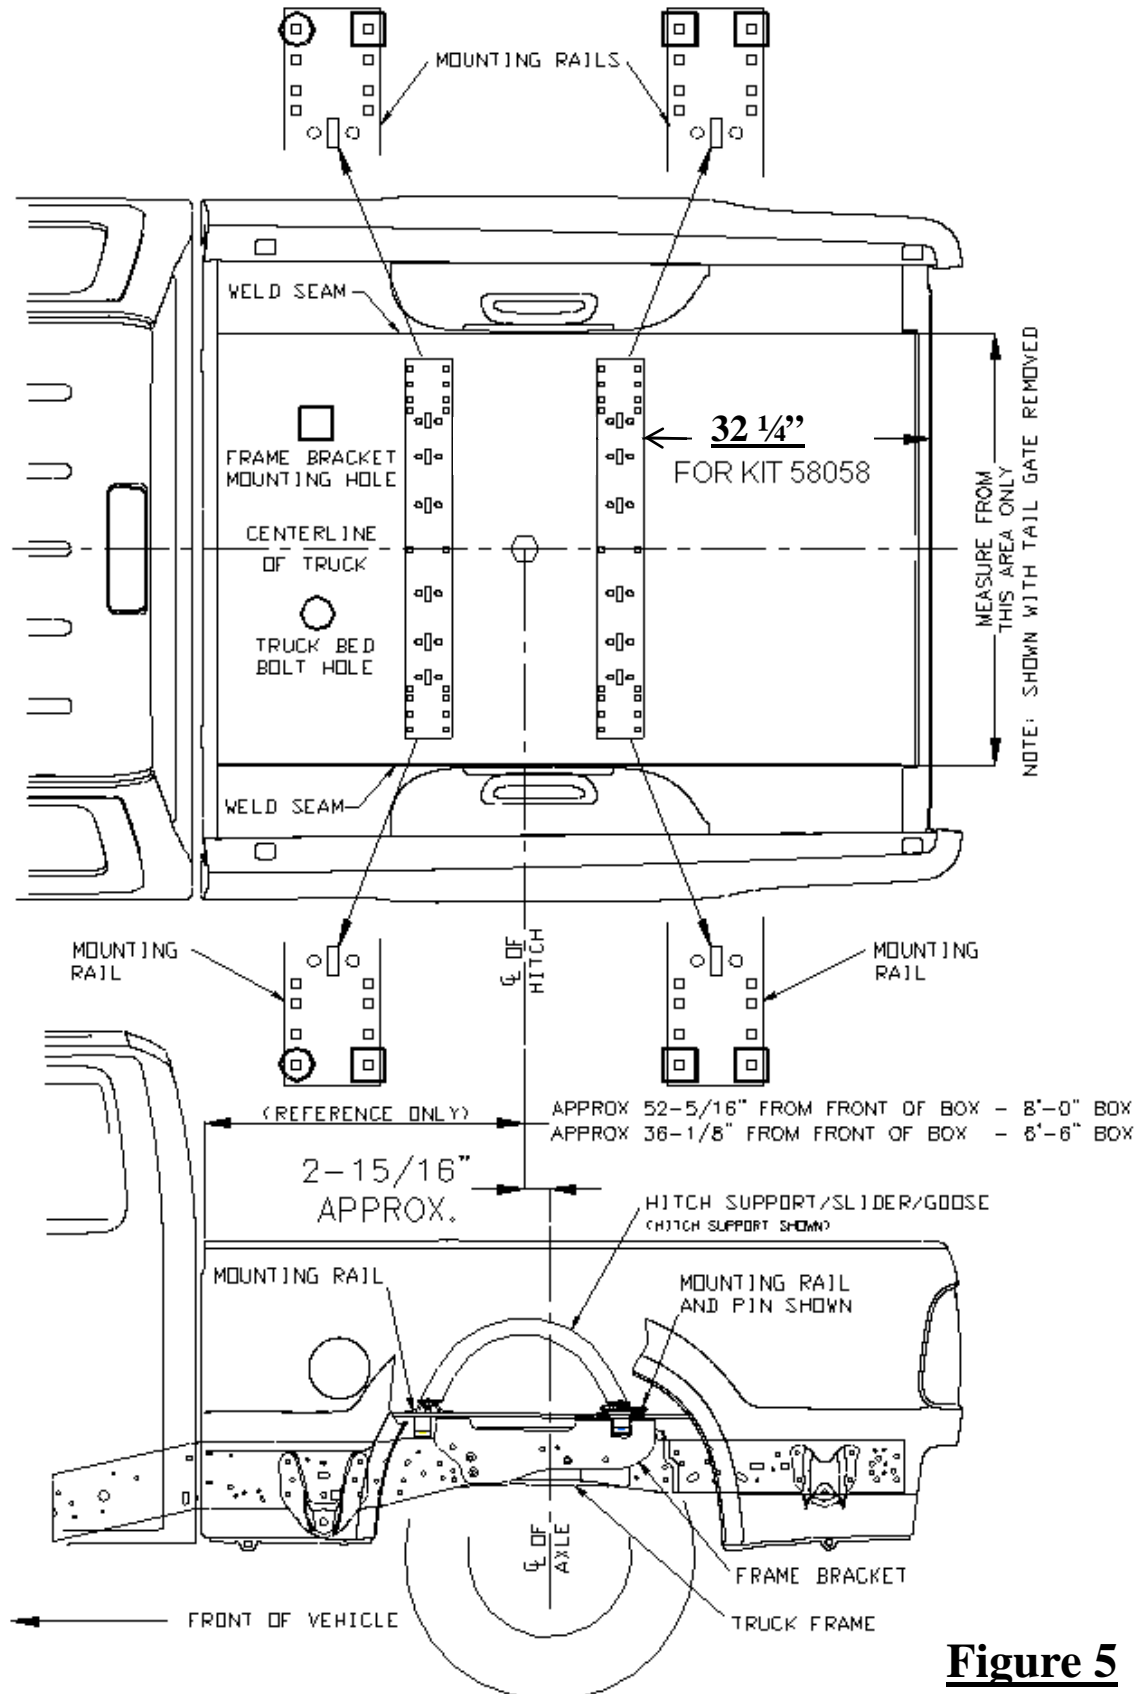 MOUNTING RAILS
WELD SEAM
FRAME BRACKET
MOUNTING HOLE
CENTERLINE
OF TRUCK
TRUCK BED
BOLT HOLE
32 ¼”
FOR KIT 58058
MEASURE FROM
THIS AREA ONLY
NOTE: SHOWN WITH TAIL GATE REMOVED
WELD SEAM
MOUNTING
RAIL
℄ OF
HITCH
MOUNTING
RAIL
(REFERENCE ONLY)
APPROX 52-5/16" FROM FRONT OF BOX - 8'-0" BOX
APPROX 36-1/8" FROM FRONT OF BOX - 6'-6" BOX
2-15/16"
APPROX.
HITCH SUPPORT/SLIDER/GOOSE
(HITCH SUPPORT SHOWN)
MOUNTING RAIL
MOUNTING RAIL
AND PIN SHOWN
℄ OF
AXLE
FRAME BRACKET
TRUCK FRAME
FRONT OF VEHICLE
Figure 5